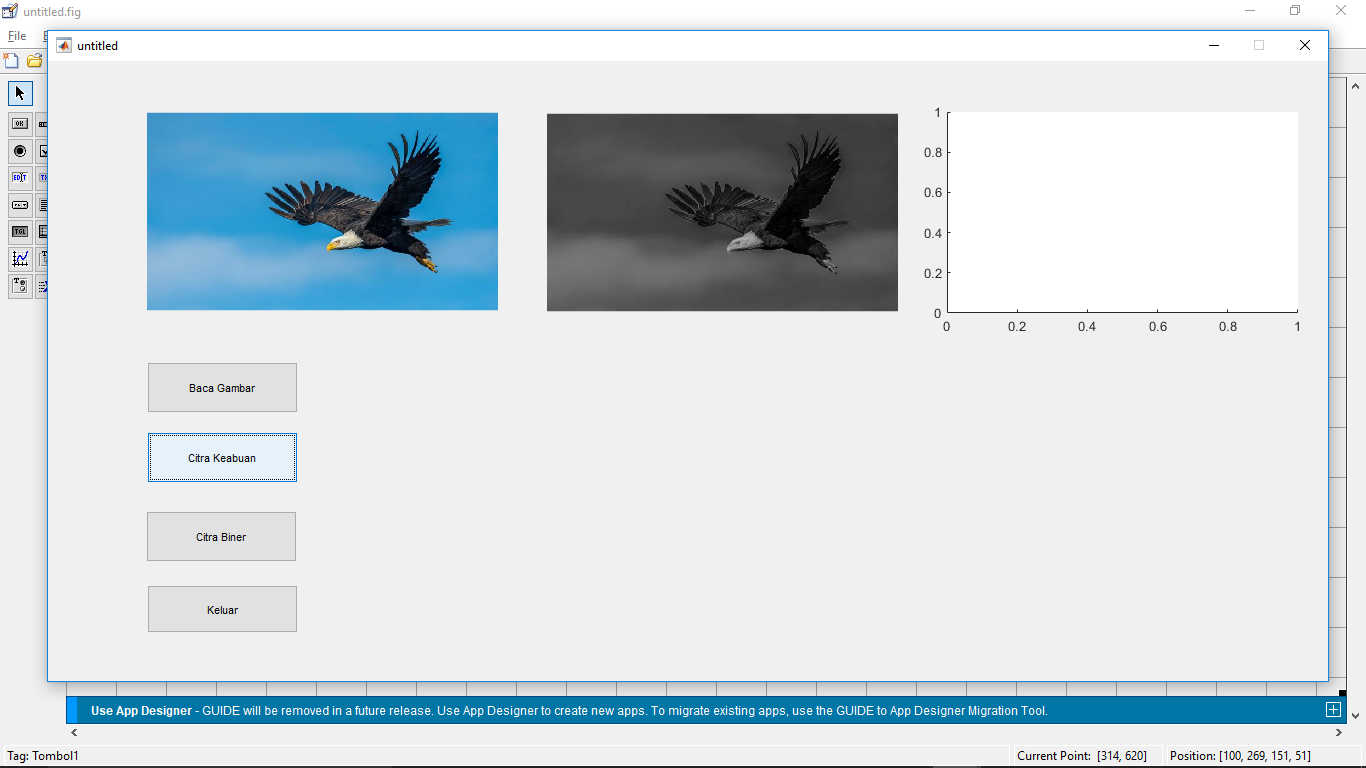 untitled.fig
File
untitled
OK
EDIT
TGL
1
0.8
0.6
0.4
0.2
0
0 0.2 0.4 0.6 0.8 1
Baca Gambar
Citra Keabuan
Citra Biner
Keluar
Use App Designer - GUIDE will be removed in a future release. Use App Designer to create new apps. To migrate existing apps, use the GUIDE to App Designer Migration Tool.
Tag: Tombol1
Current Point: [314, 620]
Position: [100, 269, 151, 51]